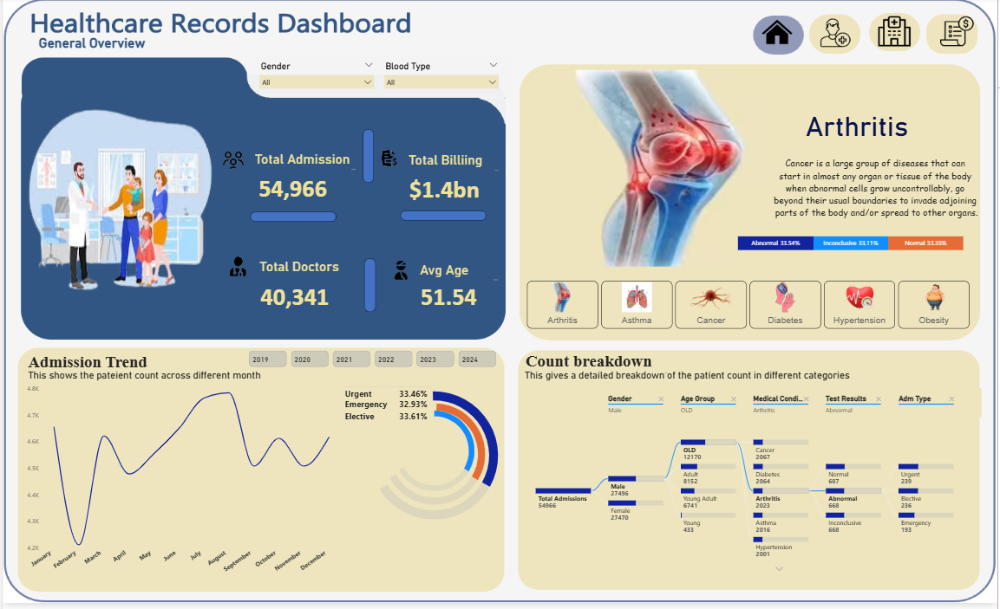 Healthcare Records Dashboard
General Overview
Gender
Blood Type
All
All
Total Admission
54,966
Total Billiing
$1.4bn
Total Doctors
40,341
Avg Age
51.54
Arthritis
Cancer is a large group of diseases that can
start in almost any organ or tissue of the body
when abnormal cells grow uncontrollably, go
beyond their usual boundaries to invade adjoining
parts of the body and/or spread to other organs.
Abnormal 33.54%
Inconclusive 33.11%
Normal 33.35%
Arthritis
Asthma
Cancer
Diabetes
Hypertension
Obesity
Admission Trend
This shows the pateient count across different month
2019
2020
2021
2022
2023
2024
4.8K
4.7K
4.6K
4.5K
4.4K
4.3K
4.2K
January
February
March
April
May
June
July
August
September
October
November
December
Urgent 33.46%
Emergency 32.93%
Elective 33.61%
Count breakdown
This gives a detailed breakdown of the patient count in different categories
Gender
Male
Age Group
OLD
Medical Condi...
Arthritis
Test Results
Abnormal
Adm Type
Total Admissions
54966
Male
27496
Female
27470
OLD
12170
Adult
8152
Young Adult
6741
Young
433
Cancer
2067
Diabetes
2064
Arthritis
2023
Asthma
2016
Hypertension
2001
Normal
687
Abnormal
668
Inconclusive
668
Urgent
239
Elective
236
Emergency
193